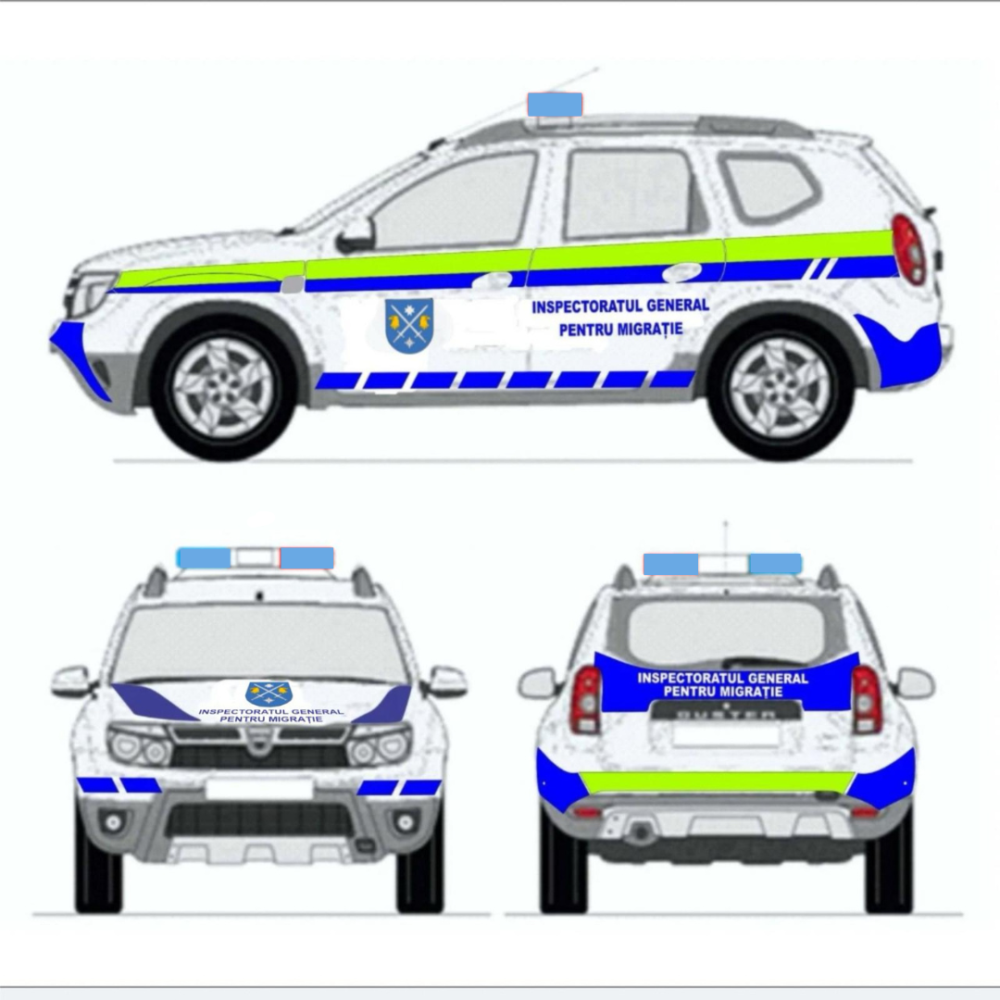 INSPECTORATUL GENERAL
PENTRU MIGRAȚIE
INSPECTORATUL GENERAL
PENTRU MIGRAȚIE
INSPECTORATUL GENERAL
PENTRU MIGRAȚIE
DUSTER